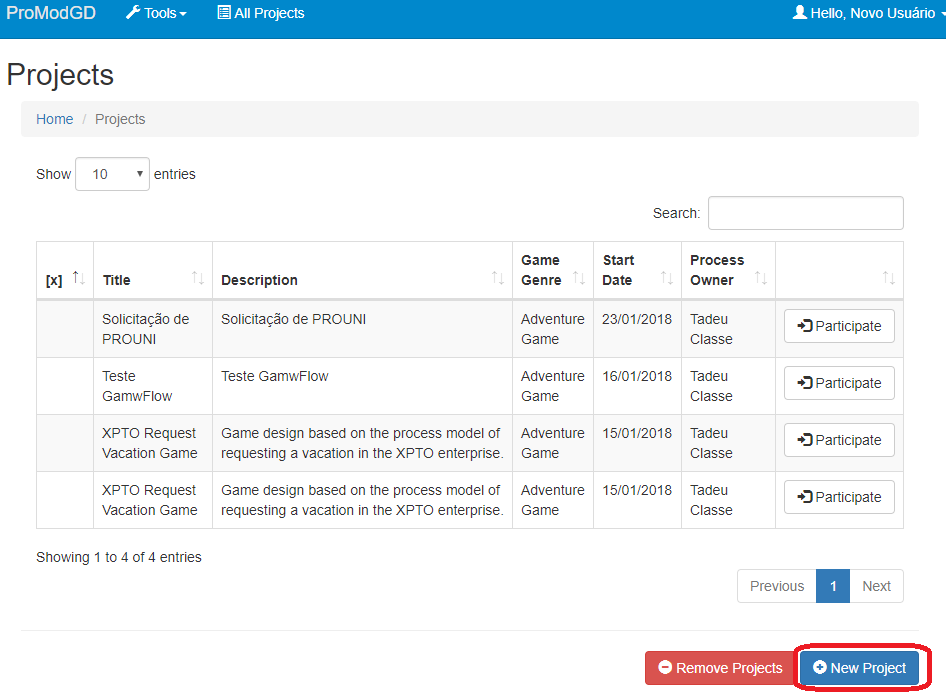 ProModGD Tools All Projects Hello, Novo Usuário
Projects
Home / Projects
Show 10 entries
Search:
[x] Title Description Game Genre Start Date Process Owner
Solicitação de PROUNI Solicitação de PROUNI Adventure Game 23/01/2018 Tadeu Classe Participate
Teste GamwFlow Teste GamwFlow Adventure Game 16/01/2018 Tadeu Classe Participate
XPTO Request Vacation Game Game design based on the process model of requesting a vacation in the XPTO enterprise. Adventure Game 15/01/2018 Tadeu Classe Participate
XPTO Request Vacation Game Game design based on the process model of requesting a vacation in the XPTO enterprise. Adventure Game 15/01/2018 Tadeu Classe Participate
Showing 1 to 4 of 4 entries
Previous 1 Next
Remove Projects New Project